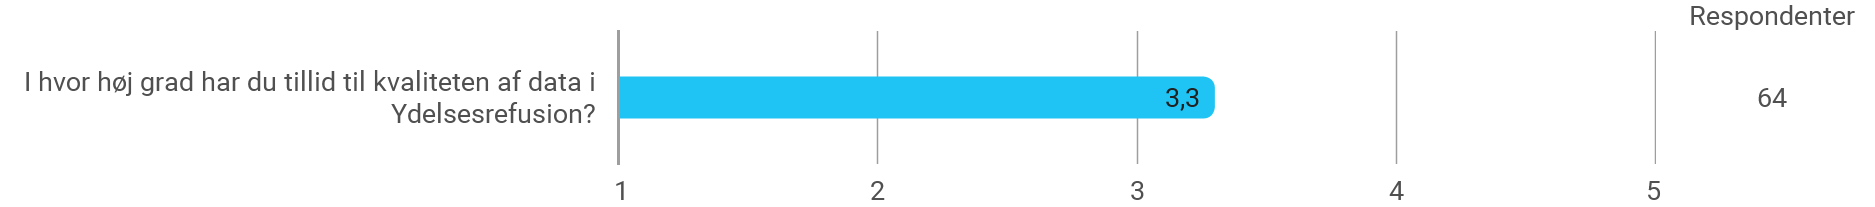 Respondenter
I hvor høj grad har du tillid til kvaliteten af data i
Ydelsesrefusion?
3,3
64
1
2
3
4
5